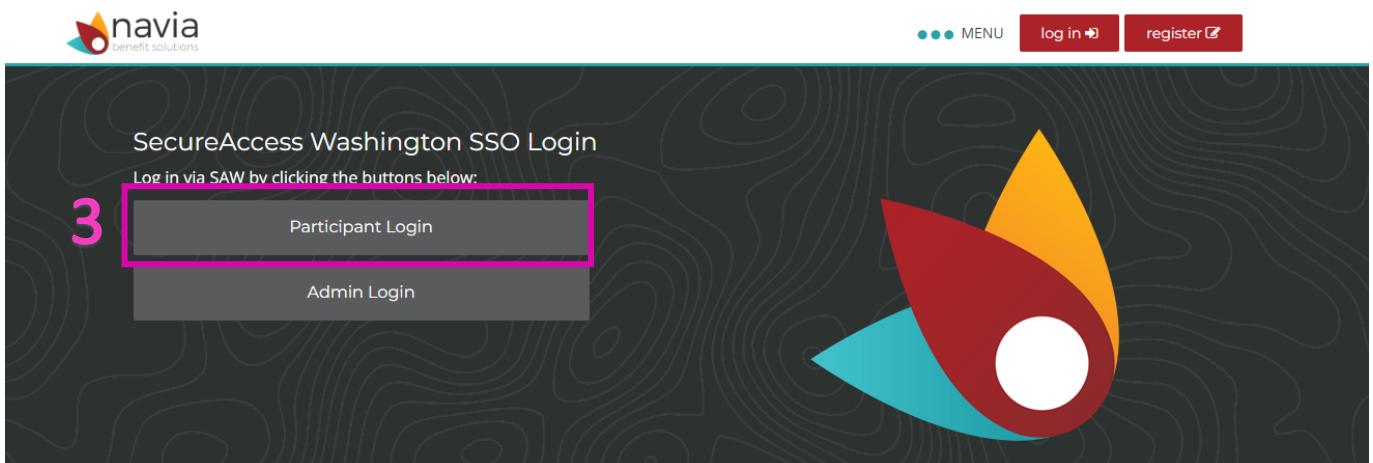 navia
benefit solutions
MENU
log in
register
SecureAccess Washington SSO Login
Log in via SAW by clicking the buttons below:
3
Participant Login
Admin Login